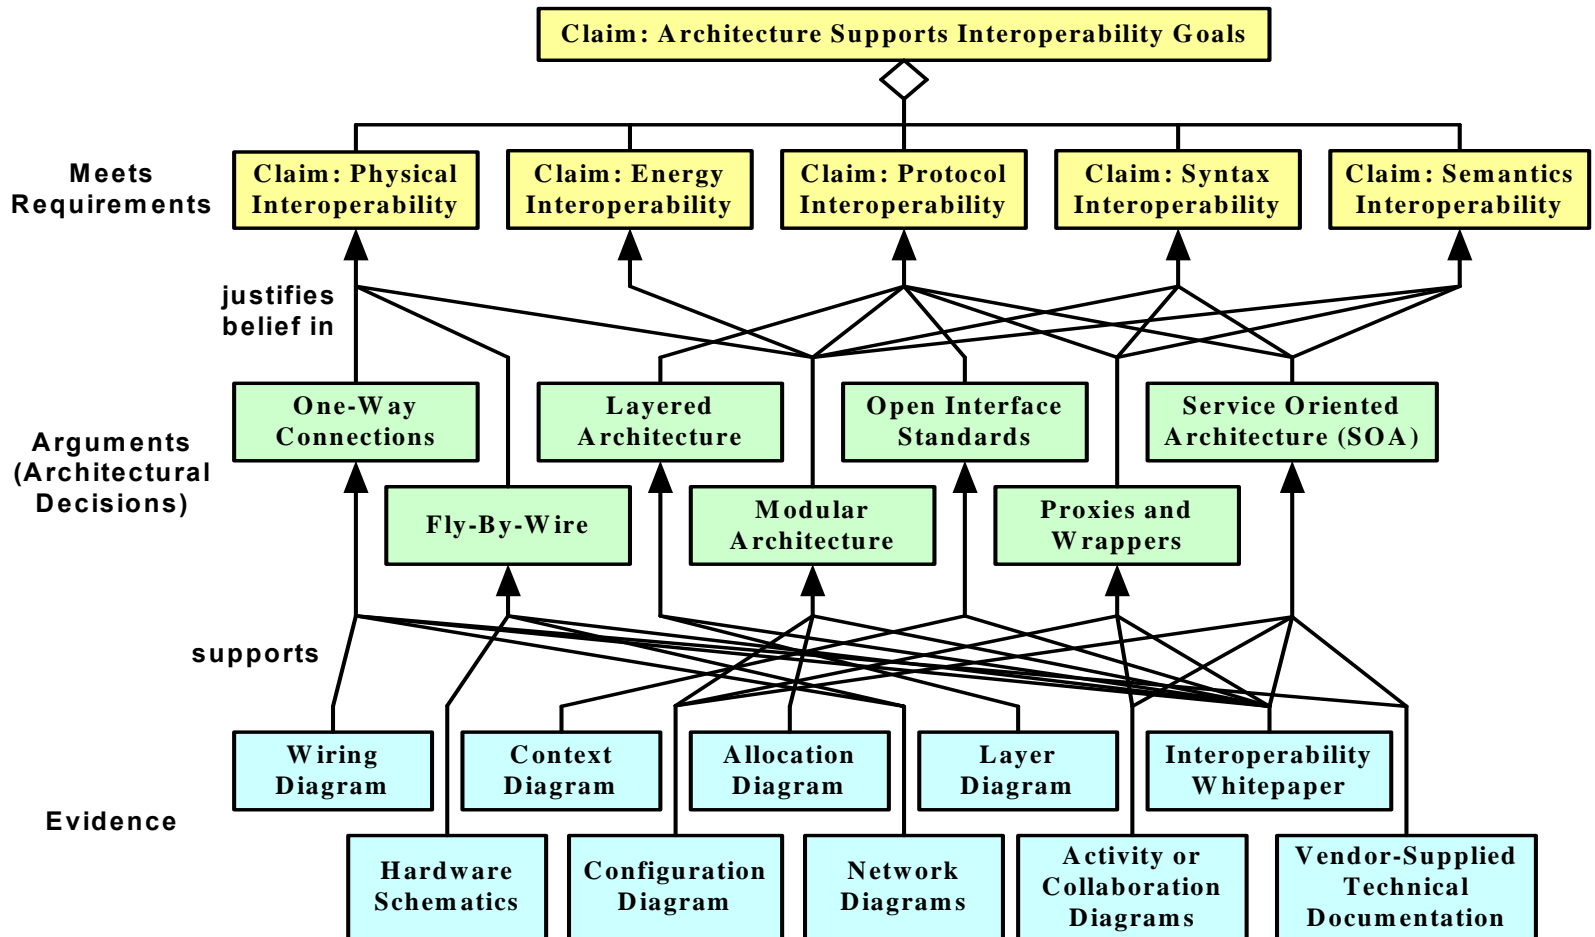 Claim: Architecture Supports Interoperability Goals
Meets
Requirements
Claim: Physical
Interoperability
Claim: Energy
Interoperability
Claim: Protocol
Interoperability
Claim: Syntax
Interoperability
Claim: Semantics
Interoperability
justifies
belief in
Arguments
(Architectural
Decisions)
One-Way
Connections
Layered
Architecture
Open Interface
Standards
Service Oriented
Architecture (SOA)
Fly-By-Wire
Modular
Architecture
Proxies and
Wrappers
supports
Evidence
Wiring
Diagram
Context
Diagram
Allocation
Diagram
Layer
Diagram
Interoperability
Whitepaper
Hardware
Schematics
Configuration
Diagram
Network
Diagrams
Activity or
Collaboration
Diagrams
Vendor-Supplied
Technical
Documentation